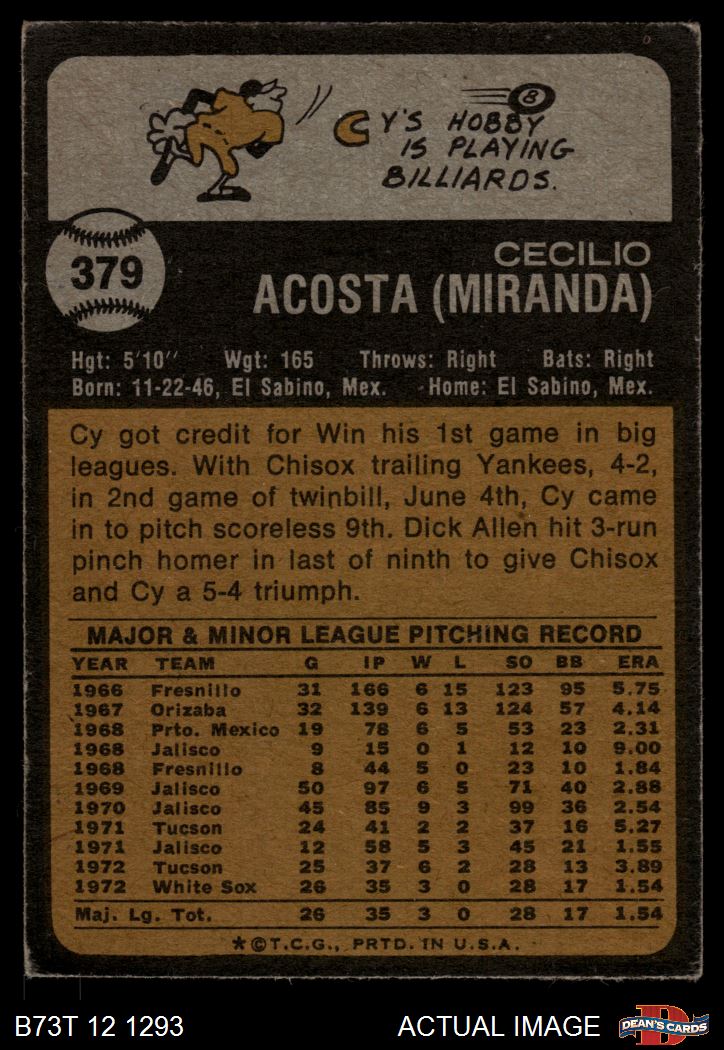 CY'S HOBBY
IS PLAYING
BILLIARDS.
8
379
CECILIO
ACOSTA (MIRANDA)
Hgt: 5'10" Wgt: 165 Throws: Right Bats: Right
Born: 11-22-46, El Sabino, Mex. Home: El Sabino, Mex.
Cy got credit for Win his 1st game in big
leagues. With Chisox trailing Yankees, 4-2,
in 2nd game of twinbill, June 4th, Cy came
in to pitch scoreless 9th. Dick Allen hit 3-run
pinch homer in last of ninth to give Chisox
and Cy a 5-4 triumph.
MAJOR & MINOR LEAGUE PITCHING RECORD
YEAR TEAM G IP W L SO BB ERA
1966 Fresnillo 31 166 6 15 123 95 5.75
1967 Orizaba 32 139 6 13 124 57 4.14
1968 Prto. Mexico 19 78 6 5 53 23 2.31
1968 Jalisco 9 15 0 1 12 10 9.00
1968 Fresnillo 8 44 5 0 23 10 1.84
1969 Jalisco 50 97 6 5 71 40 2.88
1970 Jalisco 45 85 9 3 99 36 2.54
1971 Tucson 24 41 2 2 37 16 5.27
1971 Jalisco 12 58 5 3 45 21 1.55
1972 Tucson 25 37 6 2 28 13 3.89
1972 White Sox 26 35 3 0 28 17 1.54
Maj. Lg. Tot. 26 35 3 0 28 17 1.54
*©T.C.G., PRTD. IN U.S.A.
B73T 12 1293 ACTUAL IMAGE D DEAN'S CARDS